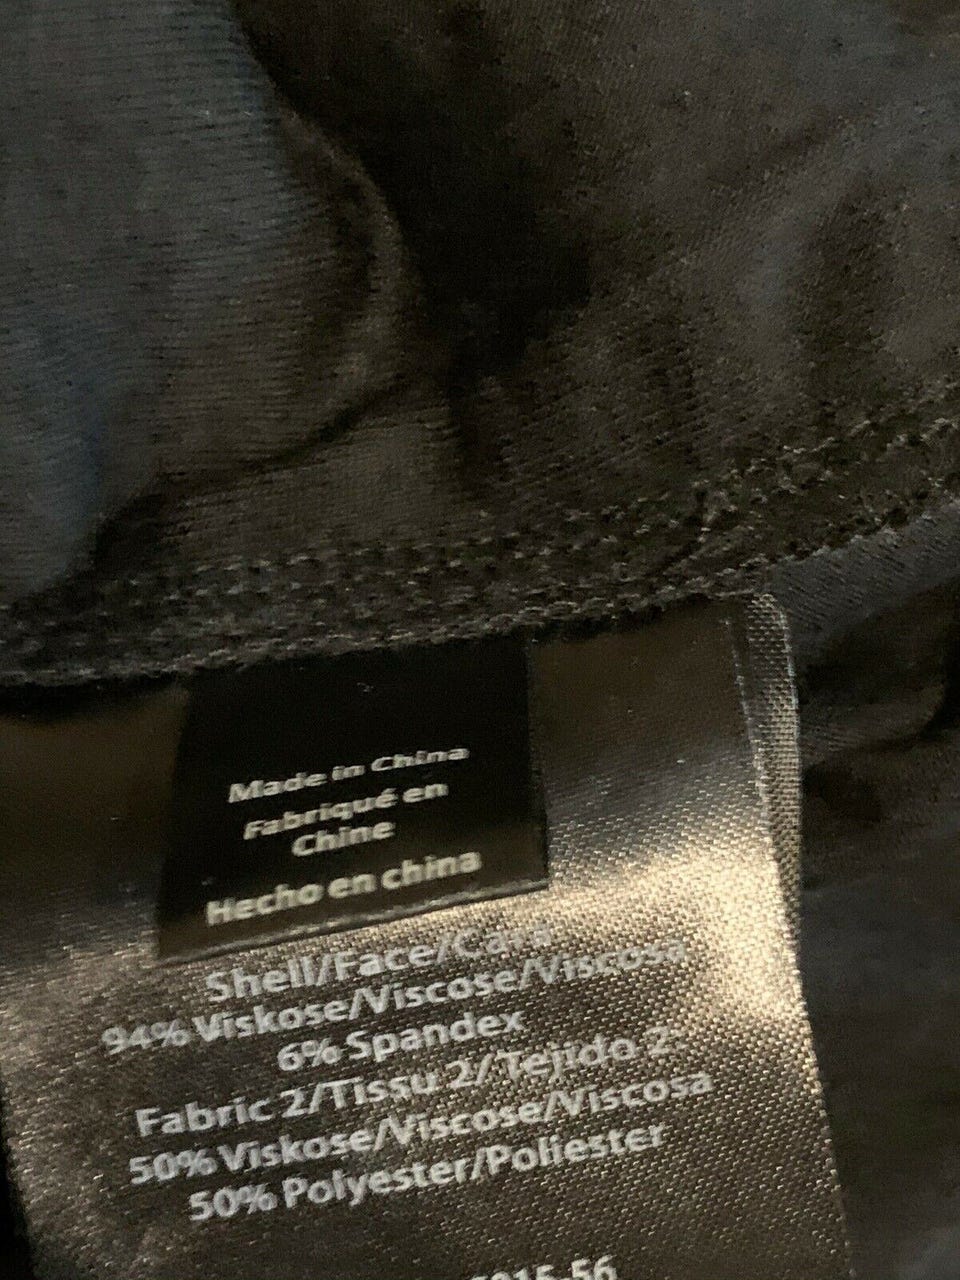 Made in China
Fabriqué en
Chine
Hecho en china
Shell/Face/Cara
94% Viskose/Viscose/Viscosa
6% Spandex
Fabric 2/Tissu 2/ Tejido 2
50% Viskose/Viscose/Viscosa
50% Polyester/Poliester